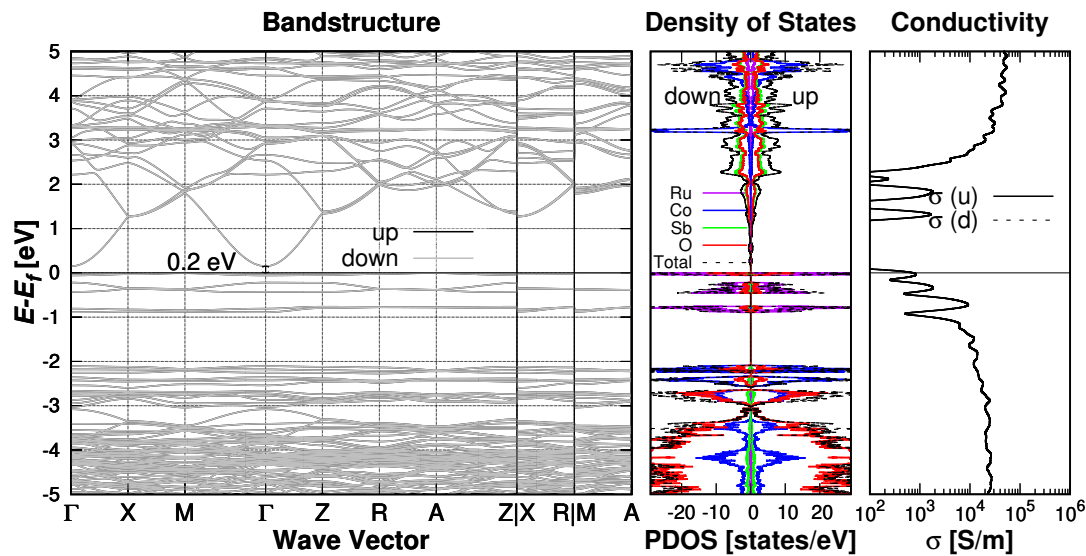 Bandstructure
Density of States
Conductivity
E-E_f [eV]
5
4
3
2
1
0
-1
-2
-3
-4
-5
0.2 eV
up
down
Γ X M Γ Z R A Z|X R|M A
Wave Vector
down up
Ru
Co
Sb
O
Total
-20 -10 0 10 20
PDOS [states/eV]
σ (u)
σ (d)
10^2 10^3 10^4 10^5 10^6
σ [S/m]